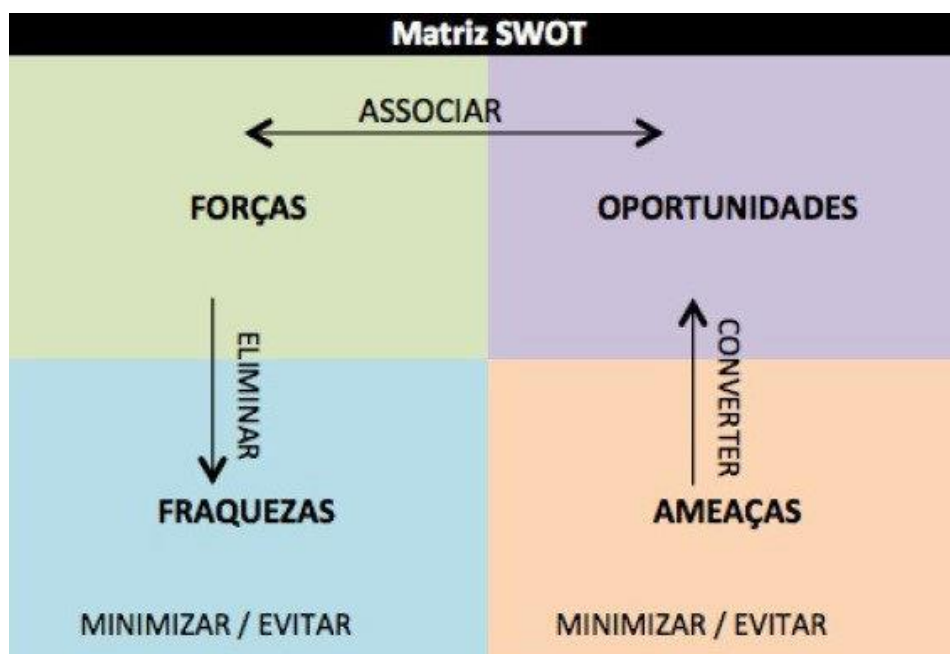 Matriz SWOT
ASSOCIAR
FORÇAS
OPORTUNIDADES
ELIMINAR
CONVERTER
FRAQUEZAS
AMEAÇAS
MINIMIZAR / EVITAR
MINIMIZAR / EVITAR